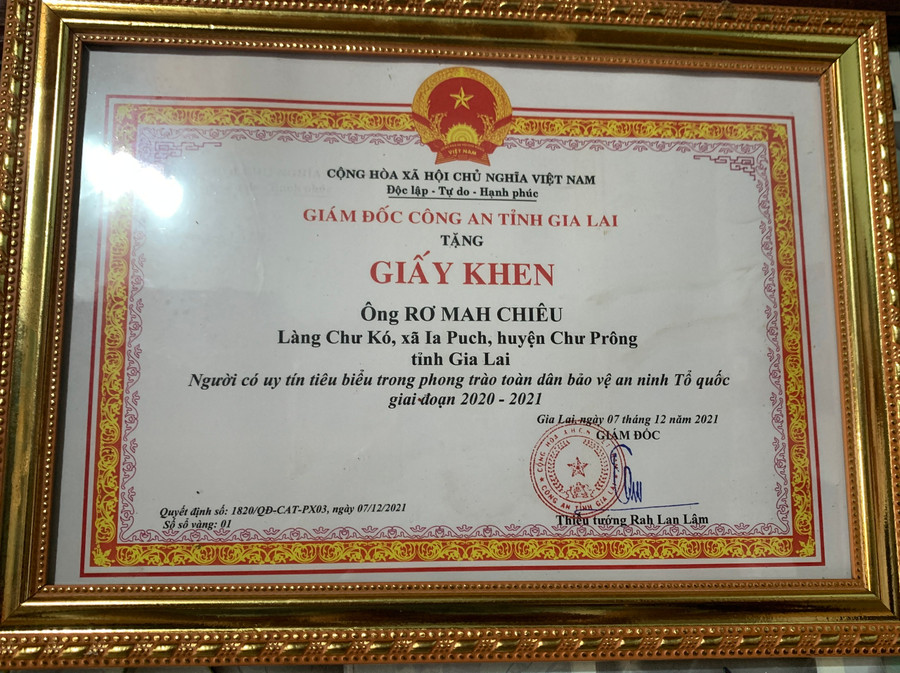 VIỆT NAM
CỘNG HÒA XÃ HỘI CHỦ NGHĨA VIỆT NAM
Độc lập - Tự do - Hạnh phúc
GIÁM ĐỐC CÔNG AN TỈNH GIA LAI
TẶNG
GIẤY KHEN
Ông RƠ MAH CHIÊU
Làng Chư Kó, xã Ia Puch, huyện Chư Prông
tỉnh Gia Lai
Người có uy tín tiêu biểu trong phong trào toàn dân bảo vệ an ninh Tổ quốc
giai đoạn 2020 - 2021
Gia Lai, ngày 07 tháng 12 năm 2021
GIÁM ĐỐC
Thiếu tướng Rah Lan Lâm
Quyết định số: 1820/QĐ-CAT-PX03, ngày 07/12/2021
Số sổ vàng: 01